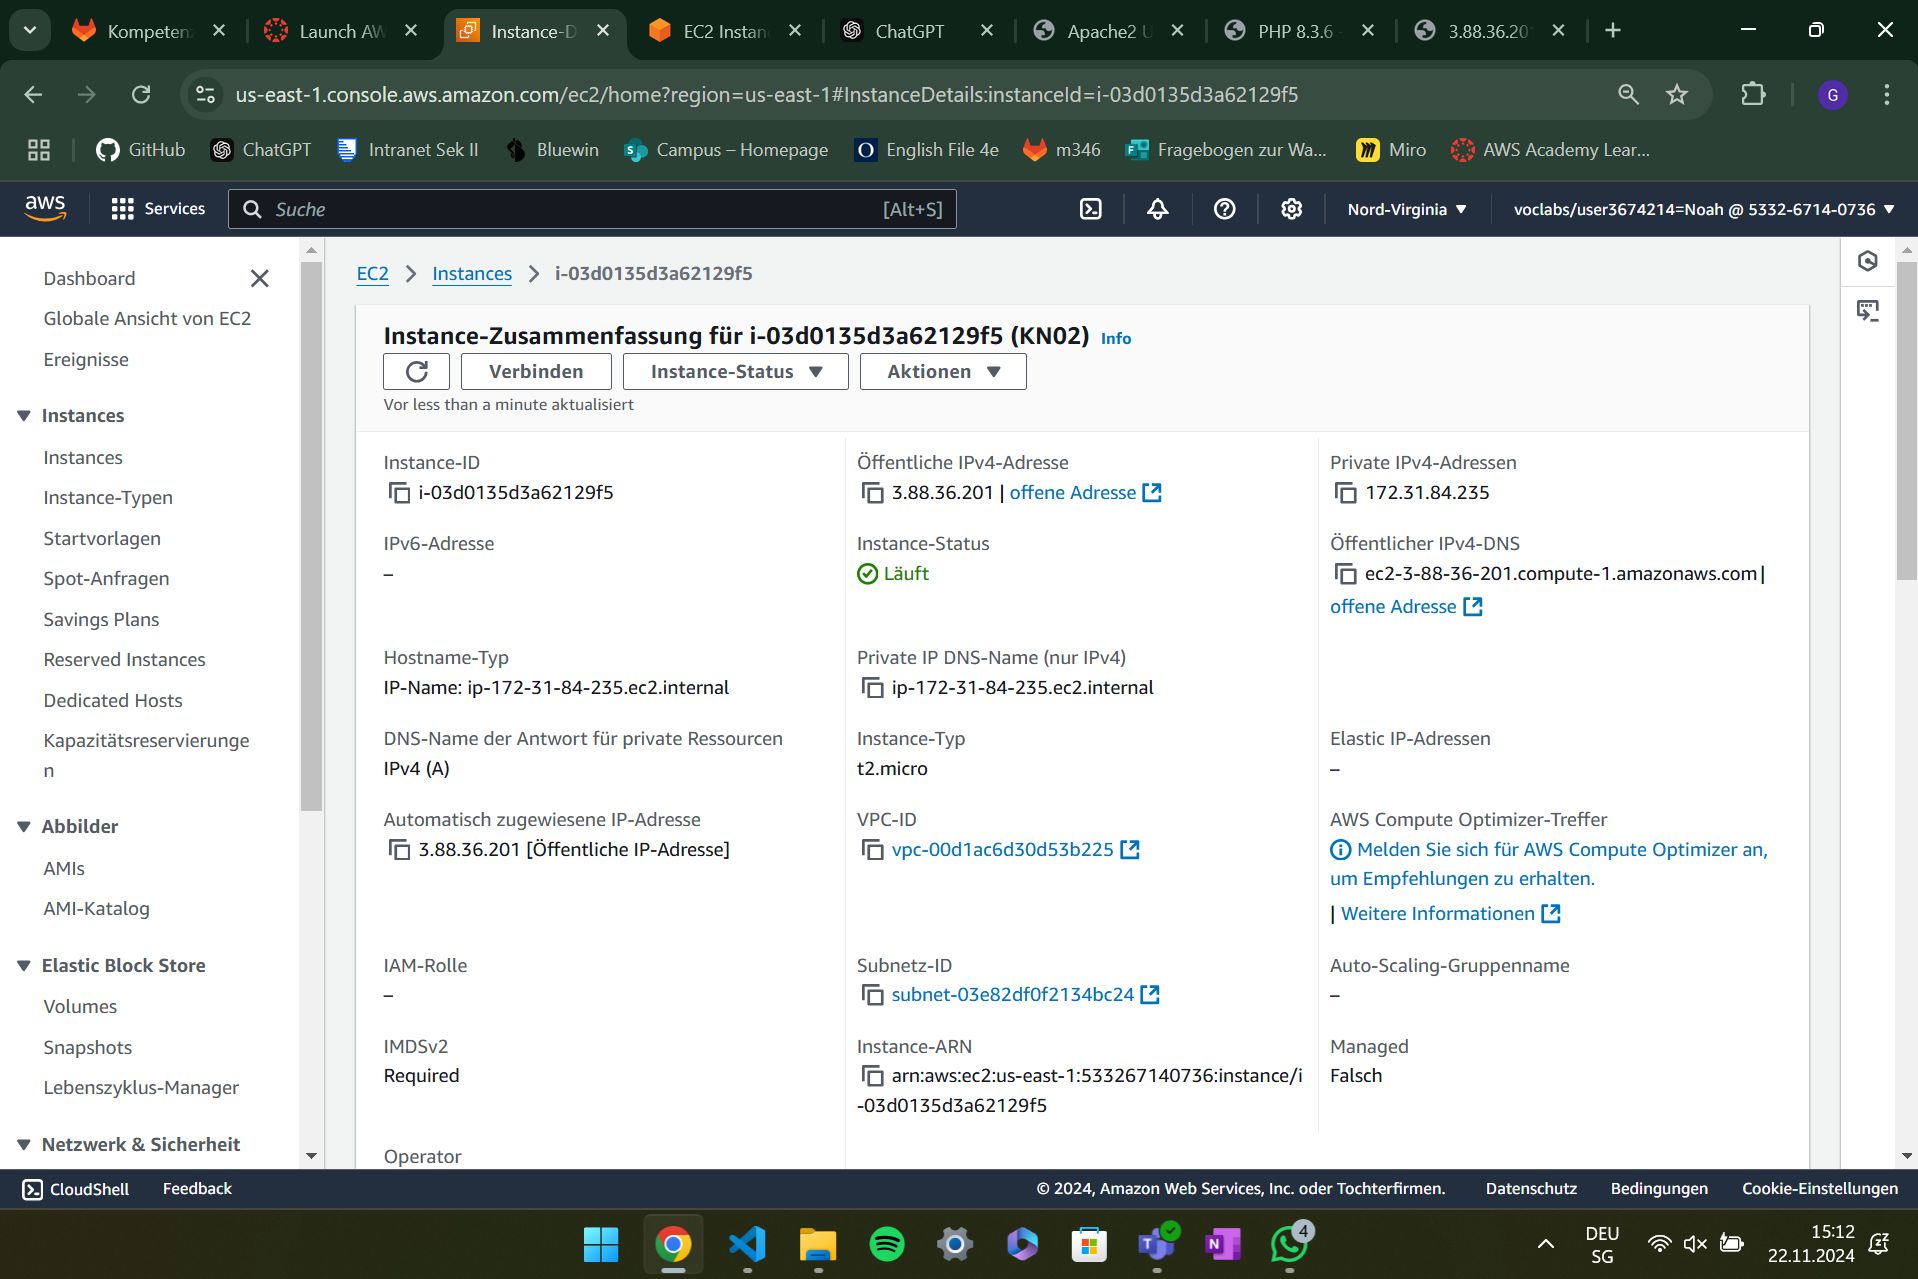 Kompeten
Launch AW
Instance-D
EC2 Instan
ChatGPT
Apache2 U
PHP 8.3.6 -
3.88.36.20
us-east-1.console.aws.amazon.com/ec2/home?region=us-east-1#InstanceDetails:instanceId=i-03d0135d3a62129f5
G
GitHub
ChatGPT
Intranet Sek II
Bluewin
Campus – Homepage
English File 4e
m346
Fragebogen zur Wa...
Miro
AWS Academy Lear...
aws
Services
Suche
[Alt+S]
Nord-Virginia
voclabs/user3674214=Noah @ 5332-6714-0736
Dashboard
Globale Ansicht von EC2
Ereignisse
Instances
Instances
Instance-Typen
Startvorlagen
Spot-Anfragen
Savings Plans
Reserved Instances
Dedicated Hosts
Kapazitätsreservierunge
n
Abbilder
AMIs
AMI-Katalog
Elastic Block Store
Volumes
Snapshots
Lebenszyklus-Manager
Netzwerk & Sicherheit
EC2 > Instances > i-03d0135d3a62129f5
Instance-Zusammenfassung für i-03d0135d3a62129f5 (KN02) Info
Verbinden
Instance-Status
Aktionen
Vor less than a minute aktualisiert
Instance-ID
i-03d0135d3a62129f5
Öffentliche IPv4-Adresse
3.88.36.201 | offene Adresse
Private IPv4-Adressen
172.31.84.235
IPv6-Adresse
–
Instance-Status
Läuft
Öffentlicher IPv4-DNS
ec2-3-88-36-201.compute-1.amazonaws.com |
offene Adresse
Hostname-Typ
IP-Name: ip-172-31-84-235.ec2.internal
Private IP DNS-Name (nur IPv4)
ip-172-31-84-235.ec2.internal
DNS-Name der Antwort für private Ressourcen
IPv4 (A)
Instance-Typ
t2.micro
Elastic IP-Adressen
–
Automatisch zugewiesene IP-Adresse
3.88.36.201 [Öffentliche IP-Adresse]
VPC-ID
vpc-00d1ac6d30d53b225
AWS Compute Optimizer-Treffer
Melden Sie sich für AWS Compute Optimizer an,
um Empfehlungen zu erhalten.
| Weitere Informationen
IAM-Rolle
–
Subnetz-ID
subnet-03e82df0f2134bc24
Auto-Scaling-Gruppenname
–
IMDSv2
Required
Instance-ARN
arn:aws:ec2:us-east-1:533267140736:instance/i
-03d0135d3a62129f5
Managed
Falsch
Operator
CloudShell
Feedback
© 2024, Amazon Web Services, Inc. oder Tochterfirmen.
Datenschutz
Bedingungen
Cookie-Einstellungen
4
DEU
SG
15:12
22.11.2024